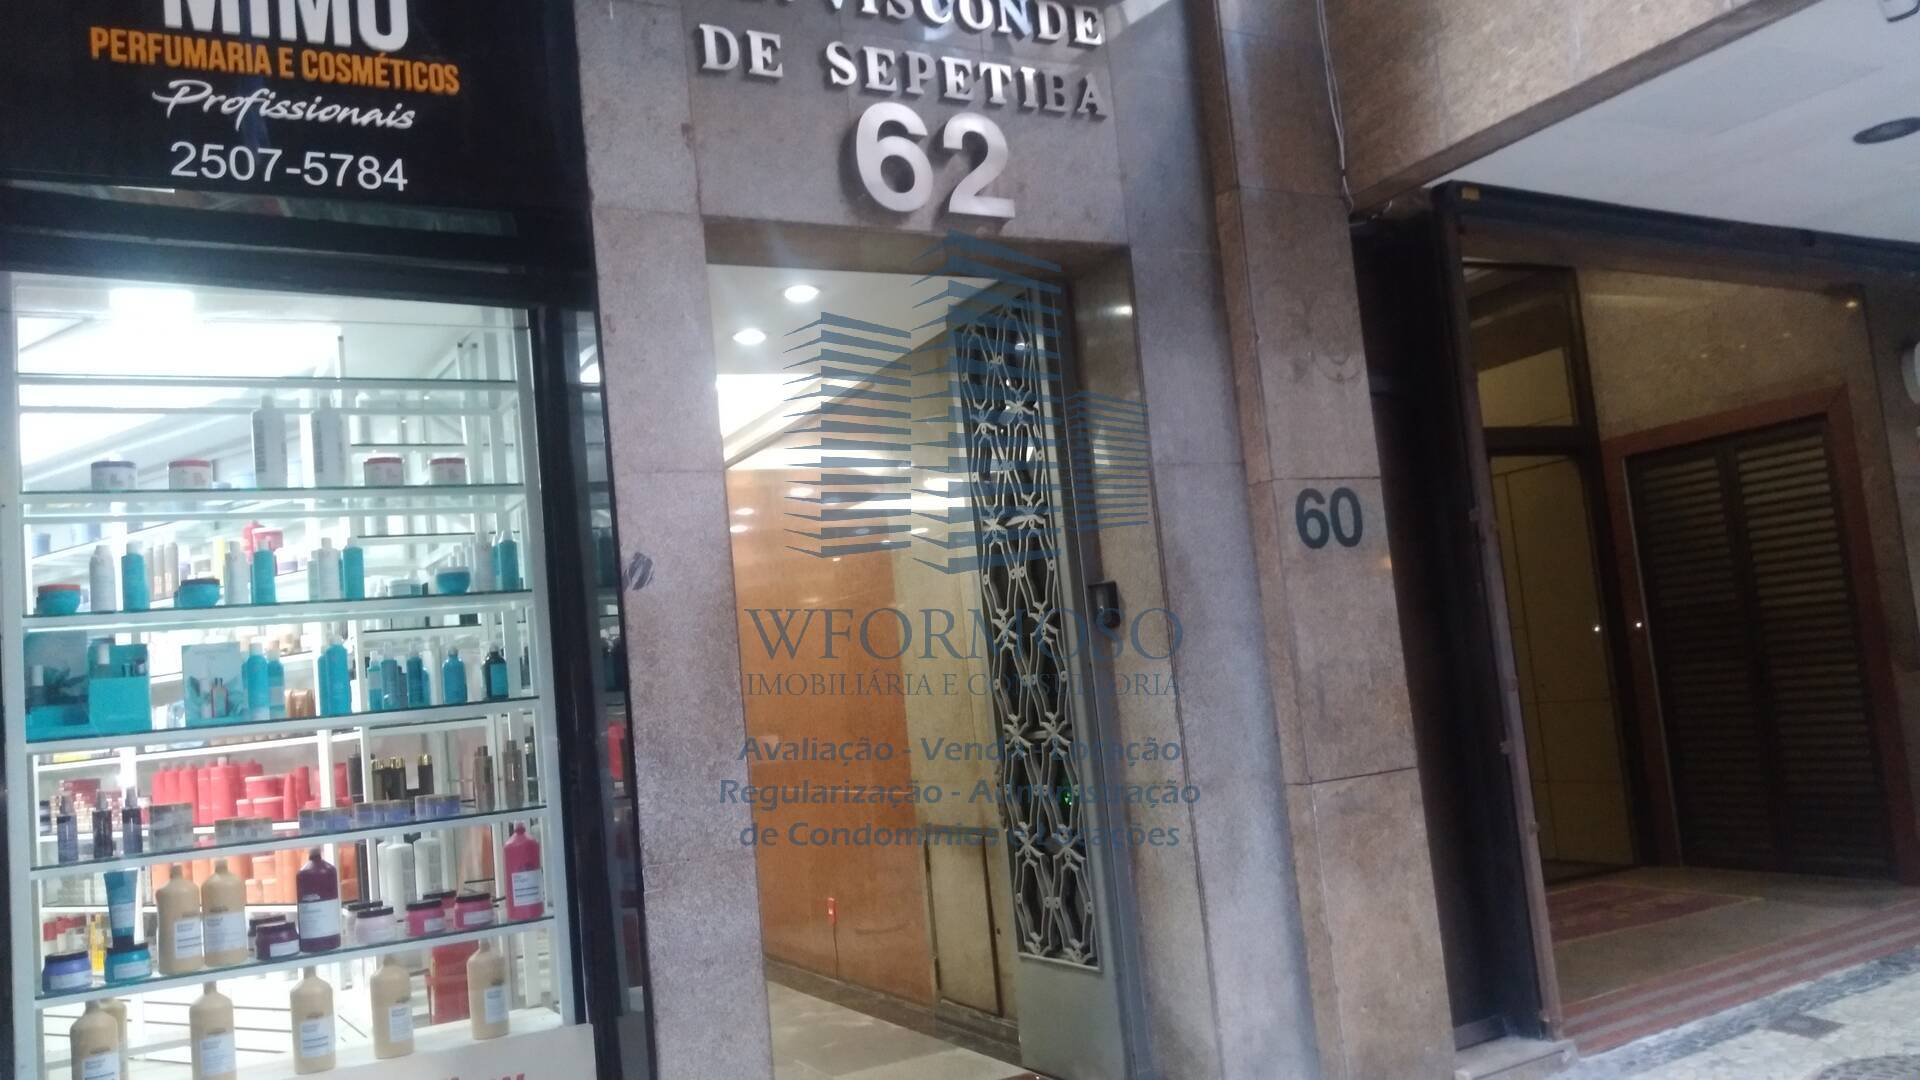 MIMO
PERFUMARIA E COSMÉTICOS
Profissionais
2507-5784
VISCONDE
DE SEPETIBA
62
60
WFORMOSO
IMOBILIÁRIA E CONSULTORIA
Avaliação - Venda - Locação
Regularização - Administração
de Condomínios e Locações